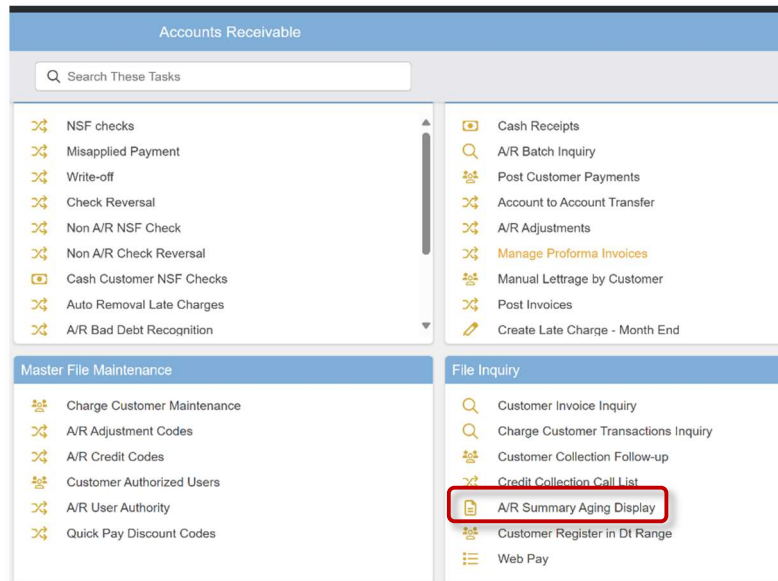 Accounts Receivable
Search These Tasks
NSF checks
Misapplied Payment
Write-off
Check Reversal
Non A/R NSF Check
Non A/R Check Reversal
Cash Customer NSF Checks
Auto Removal Late Charges
A/R Bad Debt Recognition
Cash Receipts
A/R Batch Inquiry
Post Customer Payments
Account to Account Transfer
A/R Adjustments
Manage Proforma Invoices
Manual Lettrage by Customer
Post Invoices
Create Late Charge - Month End
Master File Maintenance
Charge Customer Maintenance
A/R Adjustment Codes
A/R Credit Codes
Customer Authorized Users
A/R User Authority
Quick Pay Discount Codes
File Inquiry
Customer Invoice Inquiry
Charge Customer Transactions Inquiry
Customer Collection Follow-up
Credit Collection Call List
A/R Summary Aging Display
Customer Register in Dt Range
Web Pay